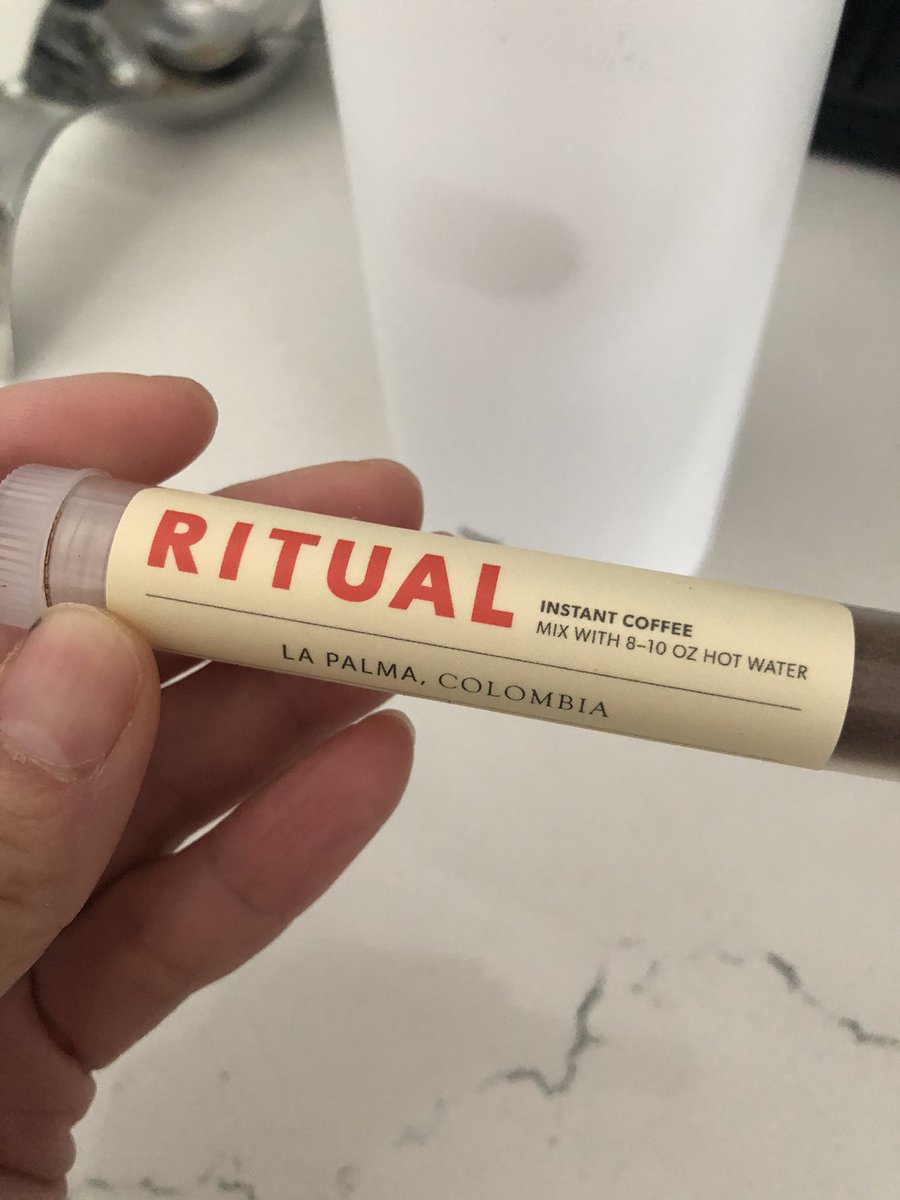 RITUAL
INSTANT COFFEE
MIX WITH 8–10 OZ HOT WATER
LA PALMA, COLOMBIA